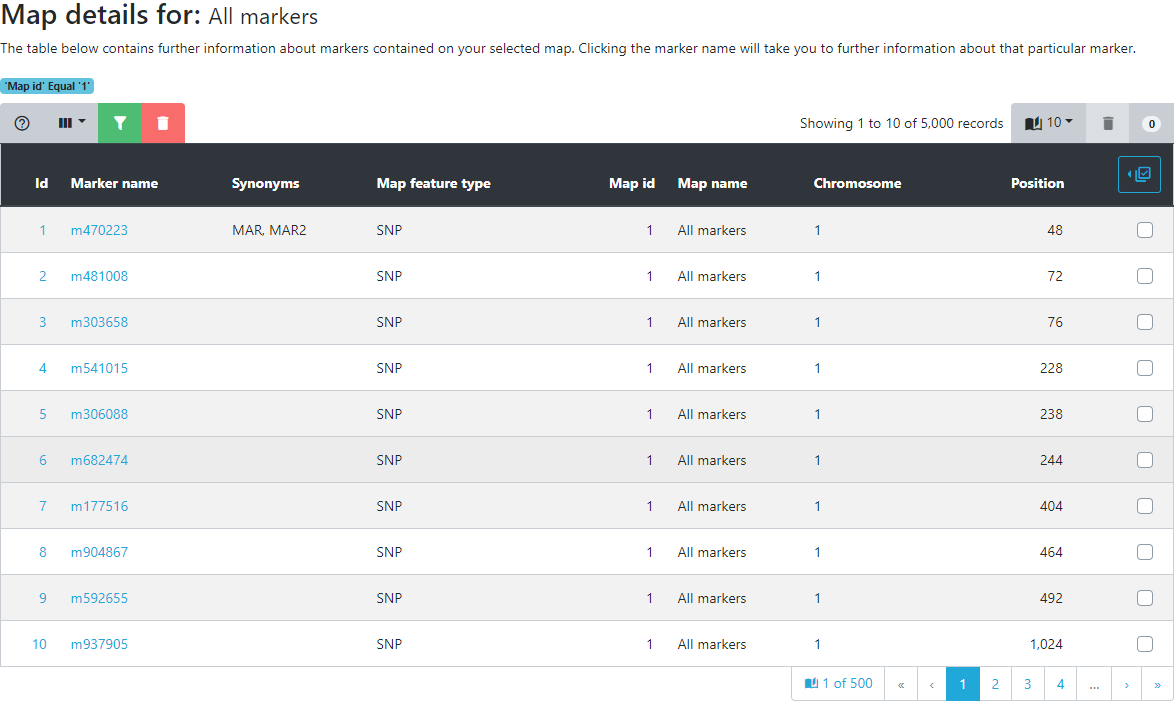 Map details for: All markers
The table below contains further information about markers contained on your selected map. Clicking the marker name will take you to further information about that particular marker.
'Map id' Equal '1'
Showing 1 to 10 of 5,000 records 10 0
Id Marker name Synonyms Map feature type Map id Map name Chromosome Position
1 m470223 MAR, MAR2 SNP 1 All markers 1 48
2 m481008 SNP 1 All markers 1 72
3 m303658 SNP 1 All markers 1 76
4 m541015 SNP 1 All markers 1 228
5 m306088 SNP 1 All markers 1 238
6 m682474 SNP 1 All markers 1 244
7 m177516 SNP 1 All markers 1 404
8 m904867 SNP 1 All markers 1 464
9 m592655 SNP 1 All markers 1 492
10 m937905 SNP 1 All markers 1 1,024
1 of 500 « ‹ 1 2 3 4 ... › »